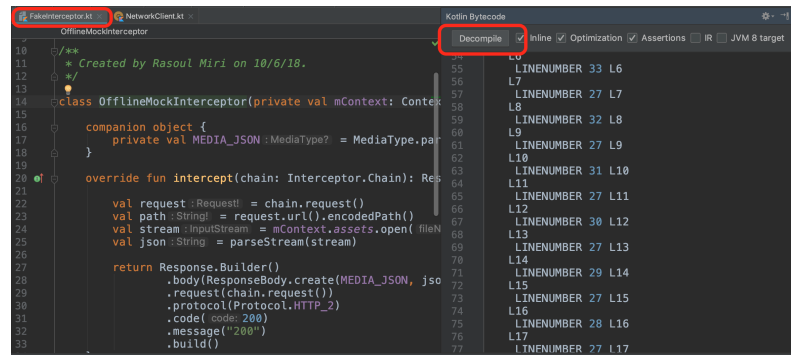 FakeInterceptor.kt
NetworkClient.kt
OfflineMockInterceptor
10 /**
11 * Created by Rasoul Miri on 10/6/18.
12 */
13
14 class OfflineMockInterceptor(private val mContext: Contex
15
16 companion object {
17 private val MEDIA_JSON : MediaType? = MediaType.par
18 }
19
20 override fun intercept(chain: Interceptor.Chain): Res
21
22 val request : Request! = chain.request()
23 val path : String! = request.url().encodedPath()
24 val stream : InputStream = mContext.assets.open( fileN
25 val json : String = parseStream(stream)
26
27 return Response.Builder()
28 .body(ResponseBody.create(MEDIA_JSON, jso
29 .request(chain.request())
30 .protocol(Protocol.HTTP_2)
31 .code( code: 200)
32 .message("200")
33 .build()
Kotlin Bytecode
Decompile Inline Optimization Assertions IR JVM 8 target
54 L6
55 LINENUMBER 33 L6
56 L7
57 LINENUMBER 27 L7
58 L8
59 LINENUMBER 32 L8
60 L9
61 LINENUMBER 27 L9
62 L10
63 LINENUMBER 31 L10
64 L11
65 LINENUMBER 27 L11
66 L12
67 LINENUMBER 30 L12
68 L13
69 LINENUMBER 27 L13
70 L14
71 LINENUMBER 29 L14
72 L15
73 LINENUMBER 27 L15
74 L16
75 LINENUMBER 28 L16
76 L17
77 LINENUMBER 27 L17